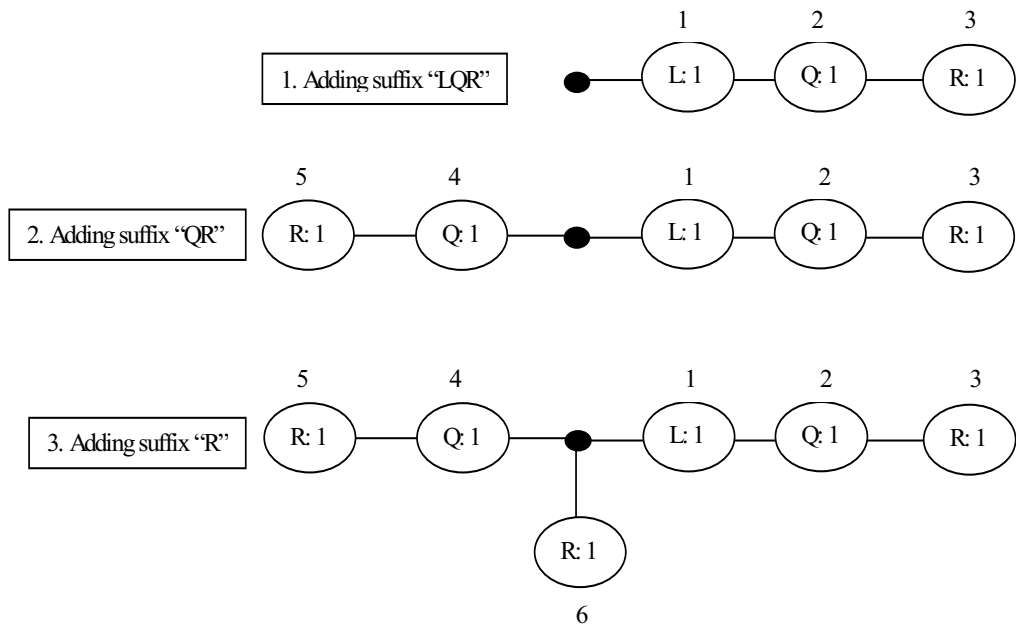 1 2 3
1. Adding suffix “LQR” L: 1 Q: 1 R: 1
5 4 1 2 3
2. Adding suffix “QR” R: 1 Q: 1 L: 1 Q: 1 R: 1
5 4 1 2 3
3. Adding suffix “R” R: 1 Q: 1 L: 1 Q: 1 R: 1
R: 1
6